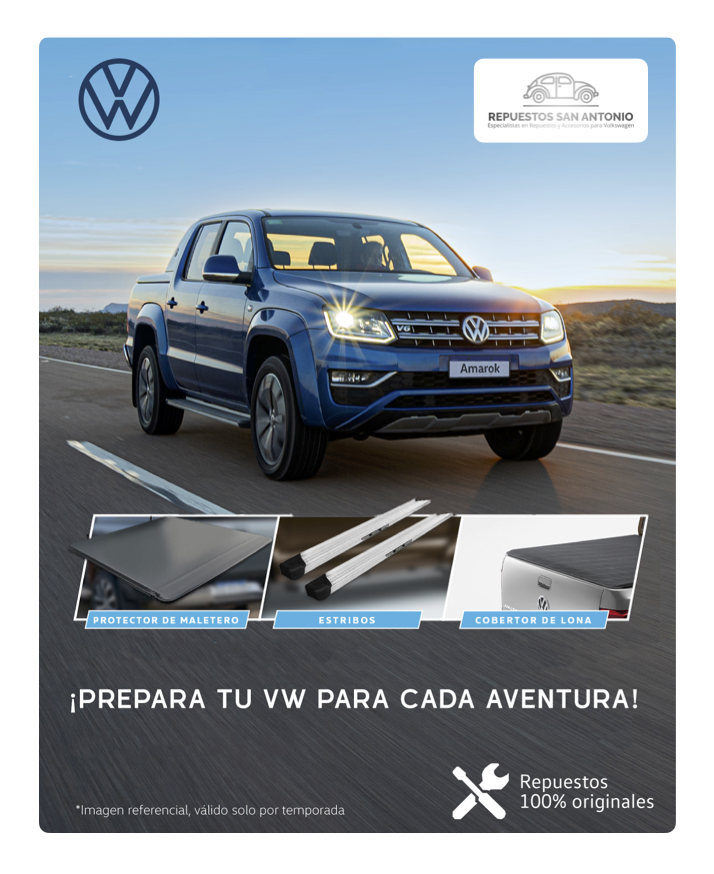 REPUESTOS SAN ANTONIO
Especialistas en Repuestos y Accesorios para Volkswagen
V6
Amarok
PROTECTOR DE MALETERO
ESTRIBOS
COBERTOR DE LONA
¡PREPARA TU VW PARA CADA AVENTURA!
Repuestos
100% originales
*Imagen referencial, válido solo por temporada